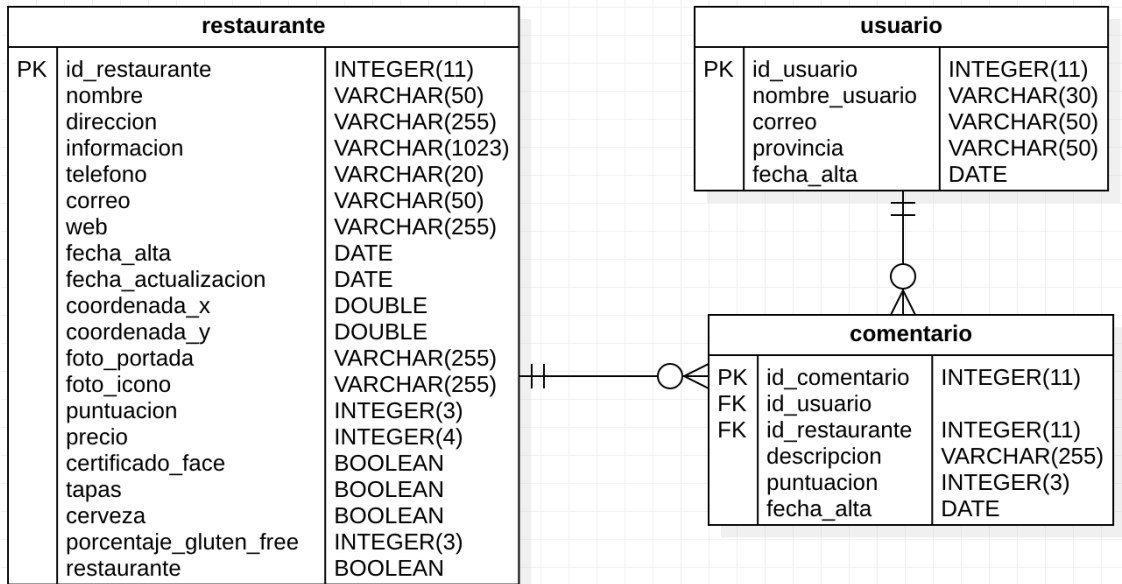 restaurante
PK id_restaurante INTEGER(11)
nombre VARCHAR(50)
direccion VARCHAR(255)
informacion VARCHAR(1023)
telefono VARCHAR(20)
correo VARCHAR(50)
web VARCHAR(255)
fecha_alta DATE
fecha_actualizacion DATE
coordenada_x DOUBLE
coordenada_y DOUBLE
foto_portada VARCHAR(255)
foto_icono VARCHAR(255)
puntuacion INTEGER(3)
precio INTEGER(4)
certificado_face BOOLEAN
tapas BOOLEAN
cerveza BOOLEAN
porcentaje_gluten_free INTEGER(3)
restaurante BOOLEAN
usuario
PK id_usuario INTEGER(11)
nombre_usuario VARCHAR(30)
correo VARCHAR(50)
provincia VARCHAR(50)
fecha_alta DATE
comentario
PK id_comentario INTEGER(11)
FK id_usuario
FK id_restaurante INTEGER(11)
descripcion VARCHAR(255)
puntuacion INTEGER(3)
fecha_alta DATE